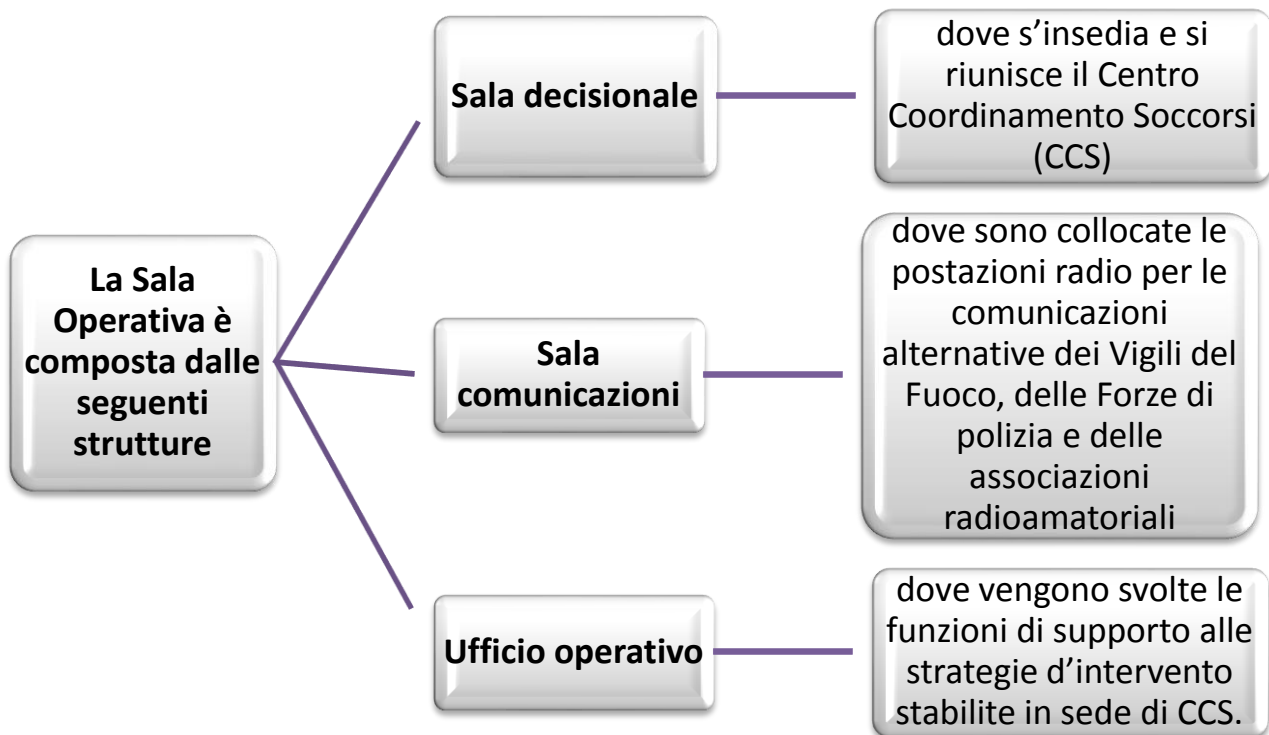 La Sala
Operativa è
composta dalle
seguenti
strutture
Sala decisionale
dove s’insedia e si
riunisce il Centro
Coordinamento Soccorsi
(CCS)
Sala
comunicazioni
dove sono collocate le
postazioni radio per le
comunicazioni
alternative dei Vigili del
Fuoco, delle Forze di
polizia e delle
associazioni
radioamatoriali
Ufficio operativo
dove vengono svolte le
funzioni di supporto alle
strategie d’intervento
stabilite in sede di CCS.